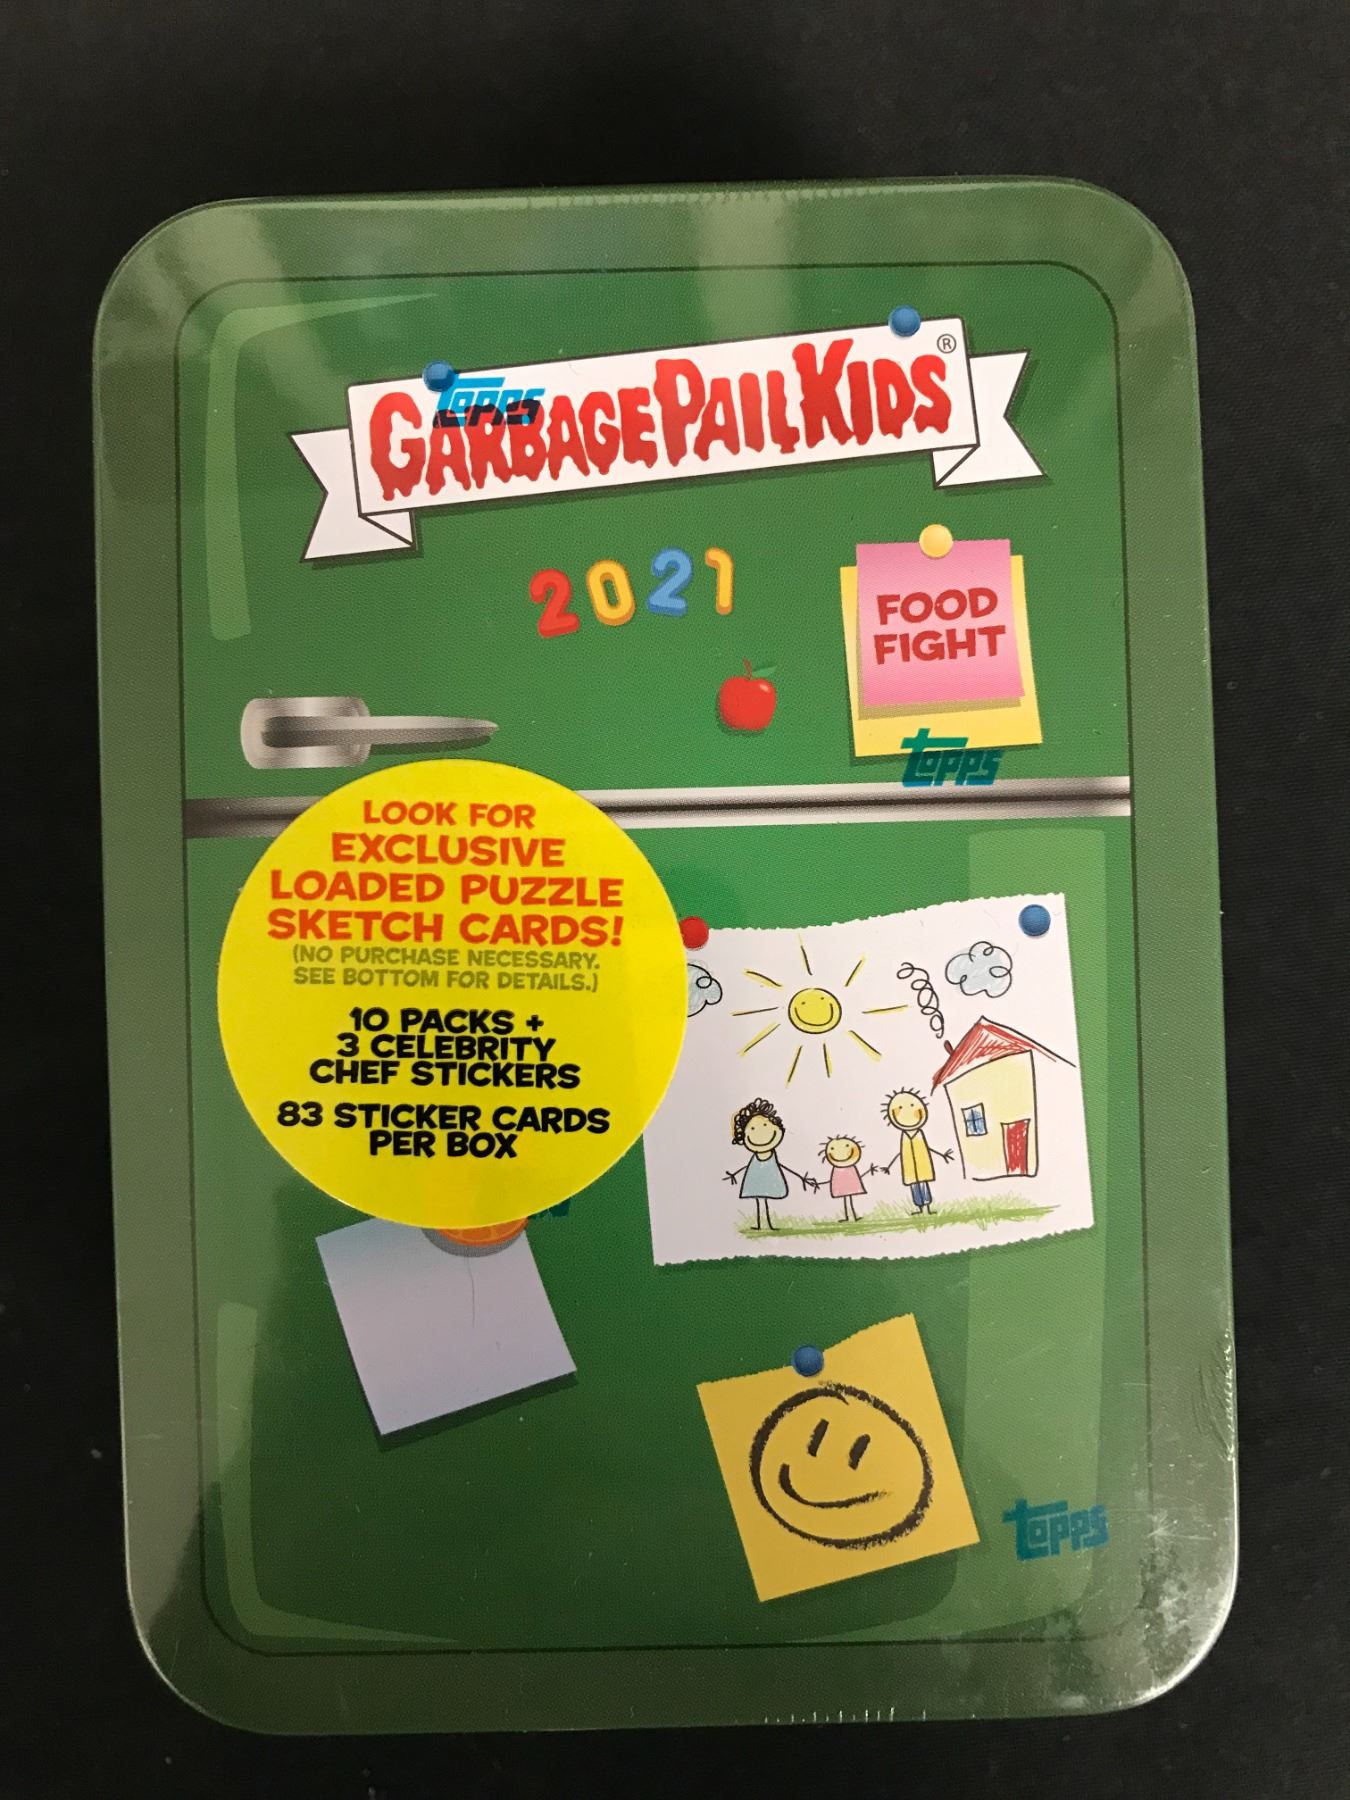 GARBAGE PAIL KIDS®
topps
2021
FOOD
FIGHT
topps
LOOK FOR
EXCLUSIVE
LOADED PUZZLE
SKETCH CARDS!
(NO PURCHASE NECESSARY.
SEE BOTTOM FOR DETAILS.)
10 PACKS +
3 CELEBRITY
CHEF STICKERS
83 STICKER CARDS
PER BOX
topps